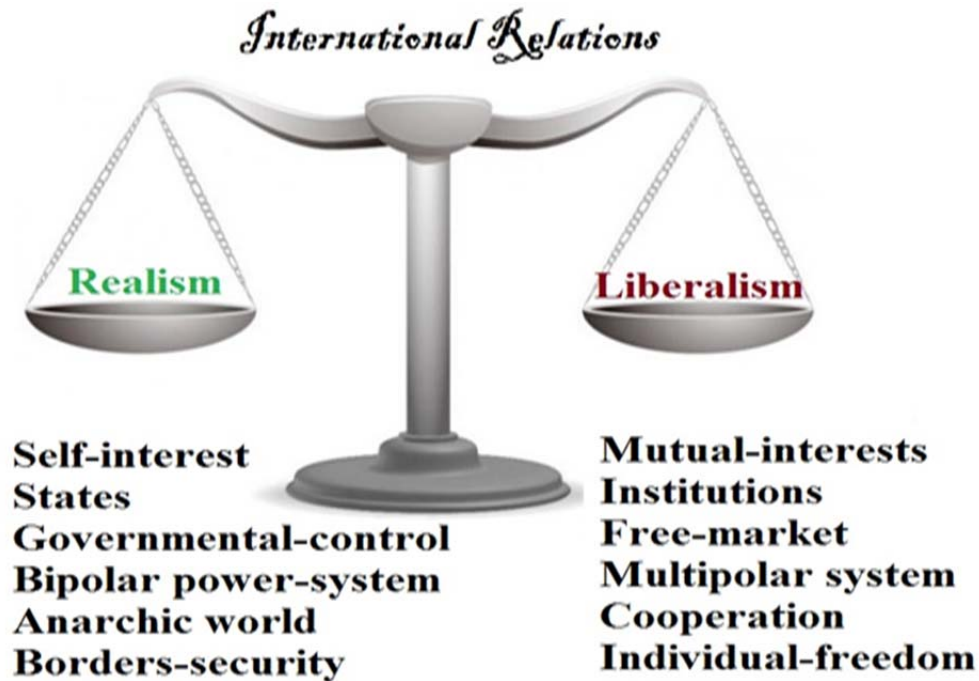 International Relations
Realism
Liberalism
Self-interest
States
Governmental-control
Bipolar power-system
Anarchic world
Borders-security
Mutual-interests
Institutions
Free-market
Multipolar system
Cooperation
Individual-freedom